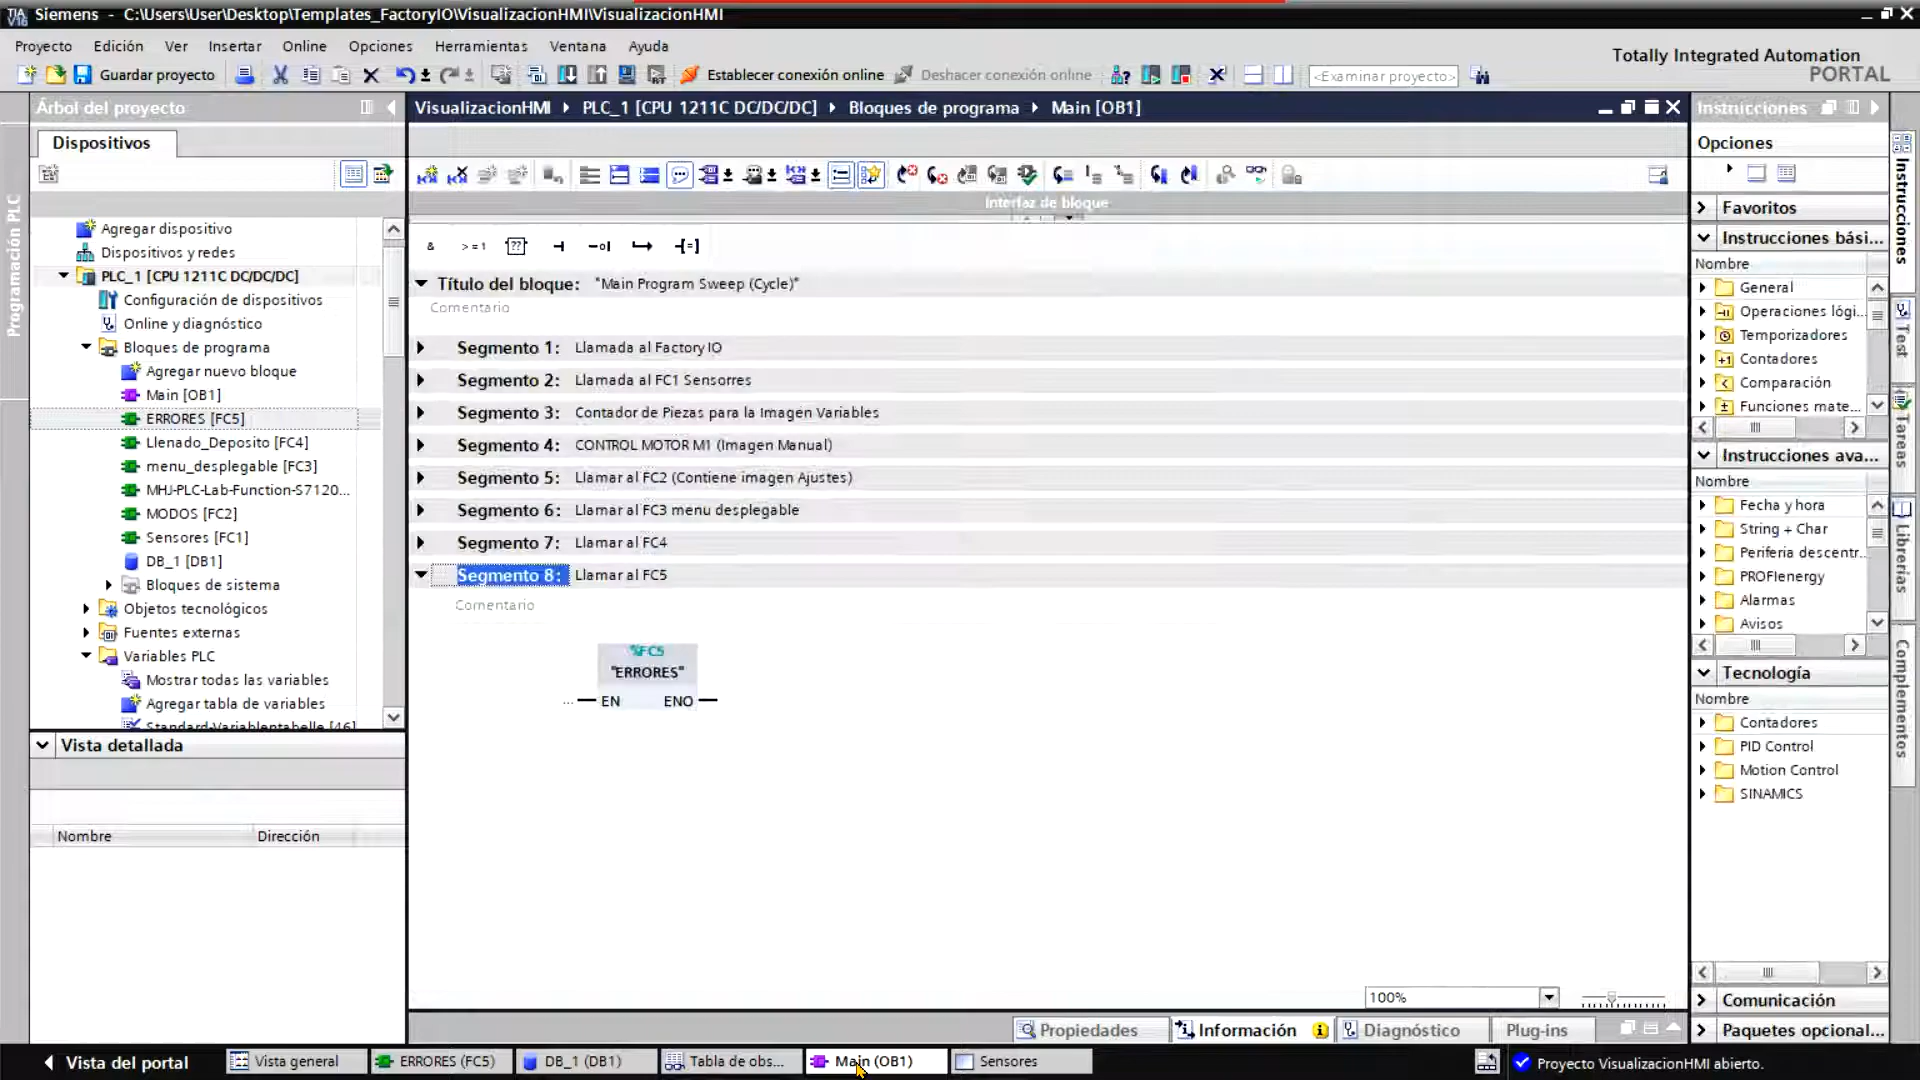 Siemens - C:\Users\User\Desktop\Templates_FactoryIO\VisualizacionHMI\VisualizacionHMI
Proyecto Edición Ver Insertar Online Opciones Herramientas Ventana Ayuda
Totally Integrated Automation
PORTAL
Guardar proyecto Establecer conexión online Deshacer conexión online <Examinar proyecto>
Árbol del proyecto
VisualizacionHMI PLC_1 [CPU 1211C DC/DC/DC] Bloques de programa Main [OB1]
Instrucciones
Dispositivos
Opciones
Programación PLC
Interfaz de bloque
Agregar dispositivo
Dispositivos y redes
PLC_1 [CPU 1211C DC/DC/DC]
Configuración de dispositivos
Online y diagnóstico
Bloques de programa
Agregar nuevo bloque
Main [OB1]
ERRORES [FC5]
Llenado_Deposito [FC4]
menu_desplegable [FC3]
MHJ-PLC-Lab-Function-S7120...
MODOS [FC2]
Sensores [FC1]
DB_1 [DB1]
Bloques de sistema
Objetos tecnológicos
Fuentes externas
Variables PLC
Mostrar todas las variables
Agregar tabla de variables
Standard-Variablentabelle [46]
Vista detallada
Nombre Dirección
& >=1 ??
Título del bloque: "Main Program Sweep (Cycle)"
Comentario
Segmento 1: Llamada al Factory IO
Segmento 2: Llamada al FC1 Sensorres
Segmento 3: Contador de Piezas para la Imagen Variables
Segmento 4: CONTROL MOTOR M1 (Imagen Manual)
Segmento 5: Llamar al FC2 (Contiene imagen Ajustes)
Segmento 6: Llamar al FC3 menu desplegable
Segmento 7: Llamar al FC4
Segmento 8: Llamar al FC5
Comentario
%FC5
"ERRORES"
... EN ENO
100%
Propiedades Información Diagnóstico Plug-ins
Favoritos
Instrucciones bási...
Nombre
General
Operaciones lógi...
Temporizadores
Contadores
Comparación
Funciones mate...
Instrucciones ava...
Nombre
Fecha y hora
String + Char
Periferia descentr...
PROFIenergy
Alarmas
Avisos
Tecnología
Nombre
Contadores
PID Control
Motion Control
SINAMICS
Comunicación
Paquetes opcional...
Instrucciones
Test
Tareas
Librerías
Complementos
Vista del portal Vista general ERRORES (FC5) DB_1 (DB1) Tabla de obs... Main (OB1) Sensores Proyecto VisualizacionHMI abierto.